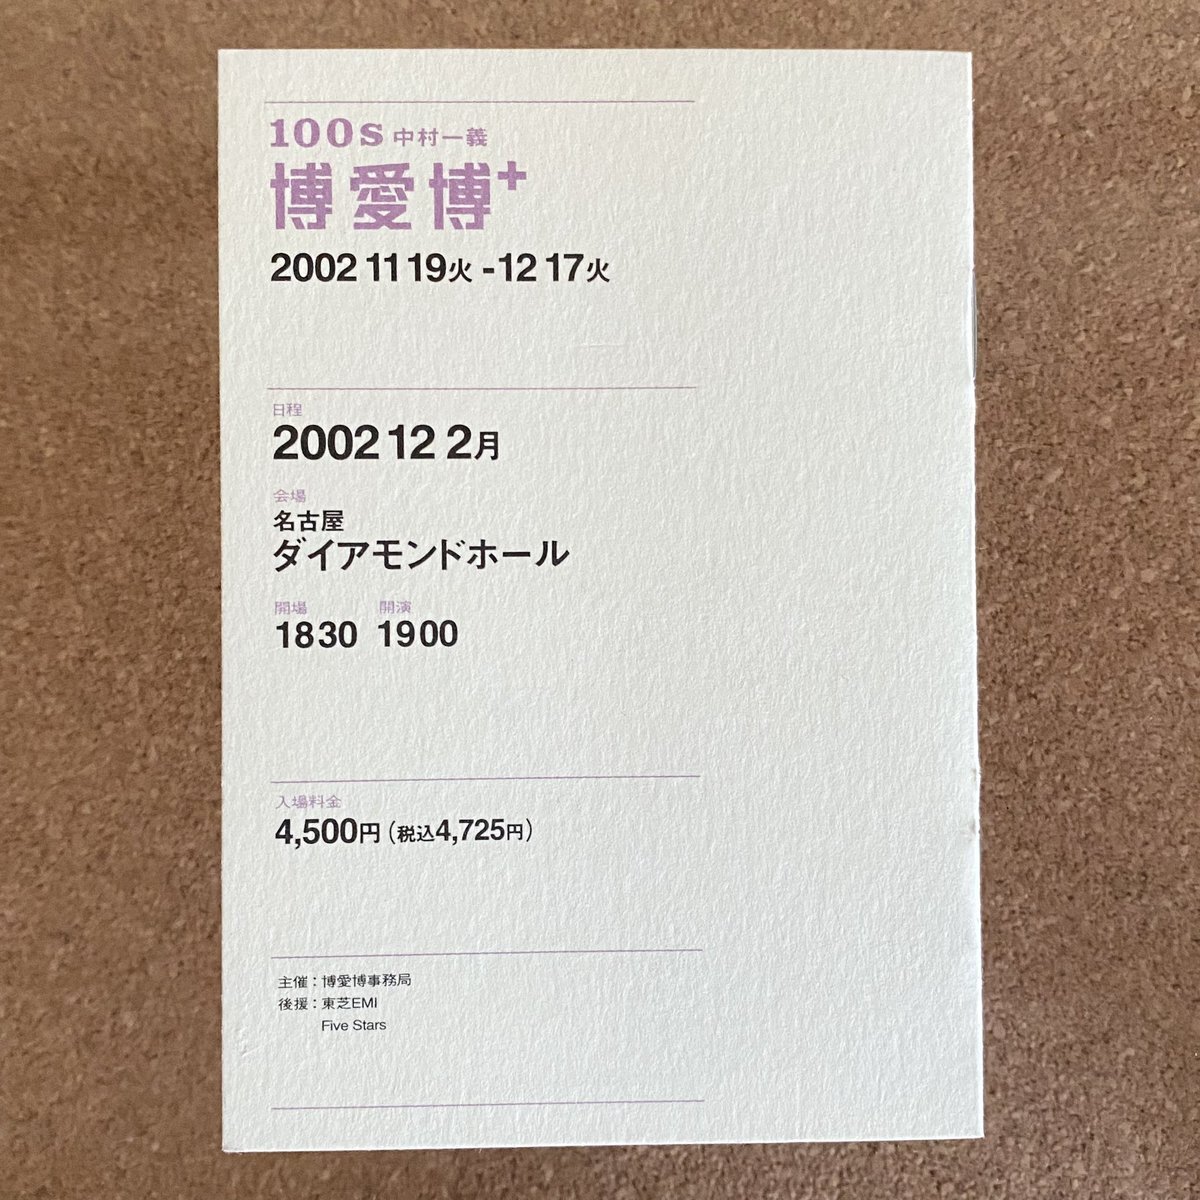 100s 中村一義
博愛博+
2002 11 19火 -12 17火
日程
2002 12 2月
会場
名古屋
ダイアモンドホール
開場 開演
1830 1900
入場料金
4,500円（税込4,725円）
主催：博愛博事務局
後援：東芝EMI
Five Stars